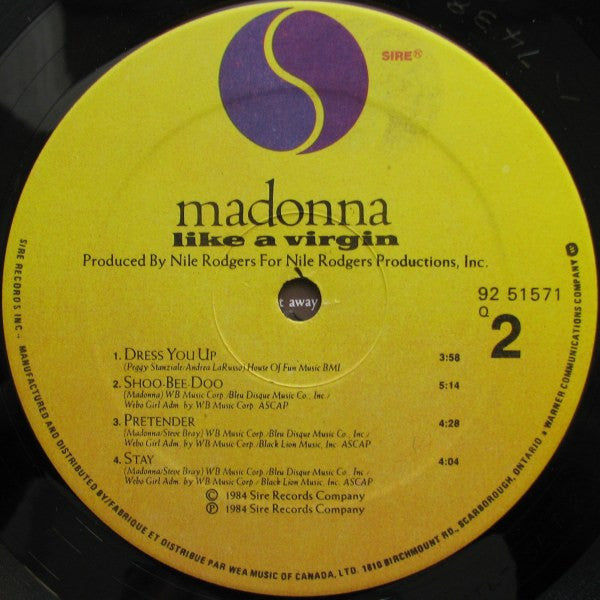 SIRE®
madonna
like a virgin
Produced By Nile Rodgers For Nile Rodgers Productions, Inc.
t away
92 51571
Q
2
1. DRESS YOU UP 3:58
(Peggy Stanziale/Andrea LaRusso) House Of Fun Music BMI
2. SHOO-BEE-DOO 5:14
(Madonna) WB Music Corp./Bleu Disque Music Co., Inc./
Webo Girl Adm. by WB Music Corp. ASCAP
3. PRETENDER 4:28
(Madonna/Steve Bray) WB Music Corp./Bleu Disque Music Co., Inc./
Webo Girl Adm. by WB Music Corp./Black Lion Music, Inc. ASCAP
4. STAY 4:04
(Madonna/Steve Bray) WB Music Corp./Bleu Disque Music Co., Inc./
Webo Girl Adm. by WB Music Corp./Black Lion Music, Inc. ASCAP
© 1984 Sire Records Company
℗ 1984 Sire Records Company
SIRE RECORDS INC.- MANUFACTURED AND DISTRIBUTED BY/FABRIQUE ET DISTRIBUE PAR WEA MUSIC OF CANADA, LTD. 1810 BIRCHMOUNT RD., SCARBOROUGH, ONTARIO A WARNER COMMUNICATIONS COMPANY